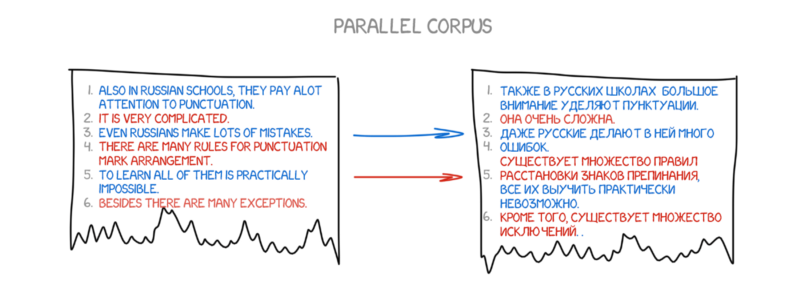 PARALLEL CORPUS
1. ALSO IN RUSSIAN SCHOOLS, THEY PAY ALOT
ATTENTION TO PUNCTUATION.
2. IT IS VERY COMPLICATED.
3. EVEN RUSSIANS MAKE LOTS OF MISTAKES.
4. THERE ARE MANY RULES FOR PUNCTUATION
MARK ARRANGEMENT.
5. TO LEARN ALL OF THEM IS PRACTICALLY
IMPOSSIBLE.
6. BESIDES THERE ARE MANY EXCEPTIONS.
1. ТАКЖЕ В РУССКИХ ШКОЛАХ БОЛЬШОЕ
ВНИМАНИЕ УДЕЛЯЮТ ПУНКТУАЦИИ.
2. ОНА ОЧЕНЬ СЛОЖНА.
3. ДАЖЕ РУССКИЕ ДЕЛАЮТ В НЕЙ МНОГО
4. ОШИБОК.
СУЩЕСТВУЕТ МНОЖЕСТВО ПРАВИЛ
5. РАССТАНОВКИ ЗНАКОВ ПРЕПИНАНИЯ,
ВСЕ ИХ ВЫУЧИТЬ ПРАКТИЧЕСКИ
НЕВОЗМОЖНО.
6. КРОМЕ ТОГО, СУЩЕСТВУЕТ МНОЖЕСТВО
ИСКЛЮЧЕНИЙ. .